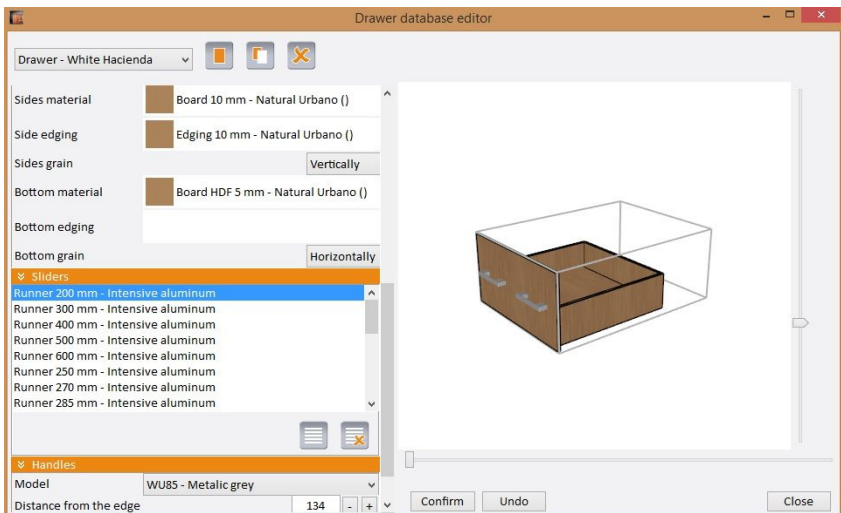 Drawer database editor
Drawer - White Hacienda
Sides material Board 10 mm - Natural Urbano ()
Side edging Edging 10 mm - Natural Urbano ()
Sides grain Vertically
Bottom material Board HDF 5 mm - Natural Urbano ()
Bottom edging
Bottom grain Horizontally
Sliders
Runner 200 mm - Intensive aluminum
Runner 300 mm - Intensive aluminum
Runner 400 mm - Intensive aluminum
Runner 500 mm - Intensive aluminum
Runner 600 mm - Intensive aluminum
Runner 250 mm - Intensive aluminum
Runner 270 mm - Intensive aluminum
Runner 285 mm - Intensive aluminum
Handles
Model WU85 - Metalic grey
Distance from the edge 134 - +
Confirm Undo Close